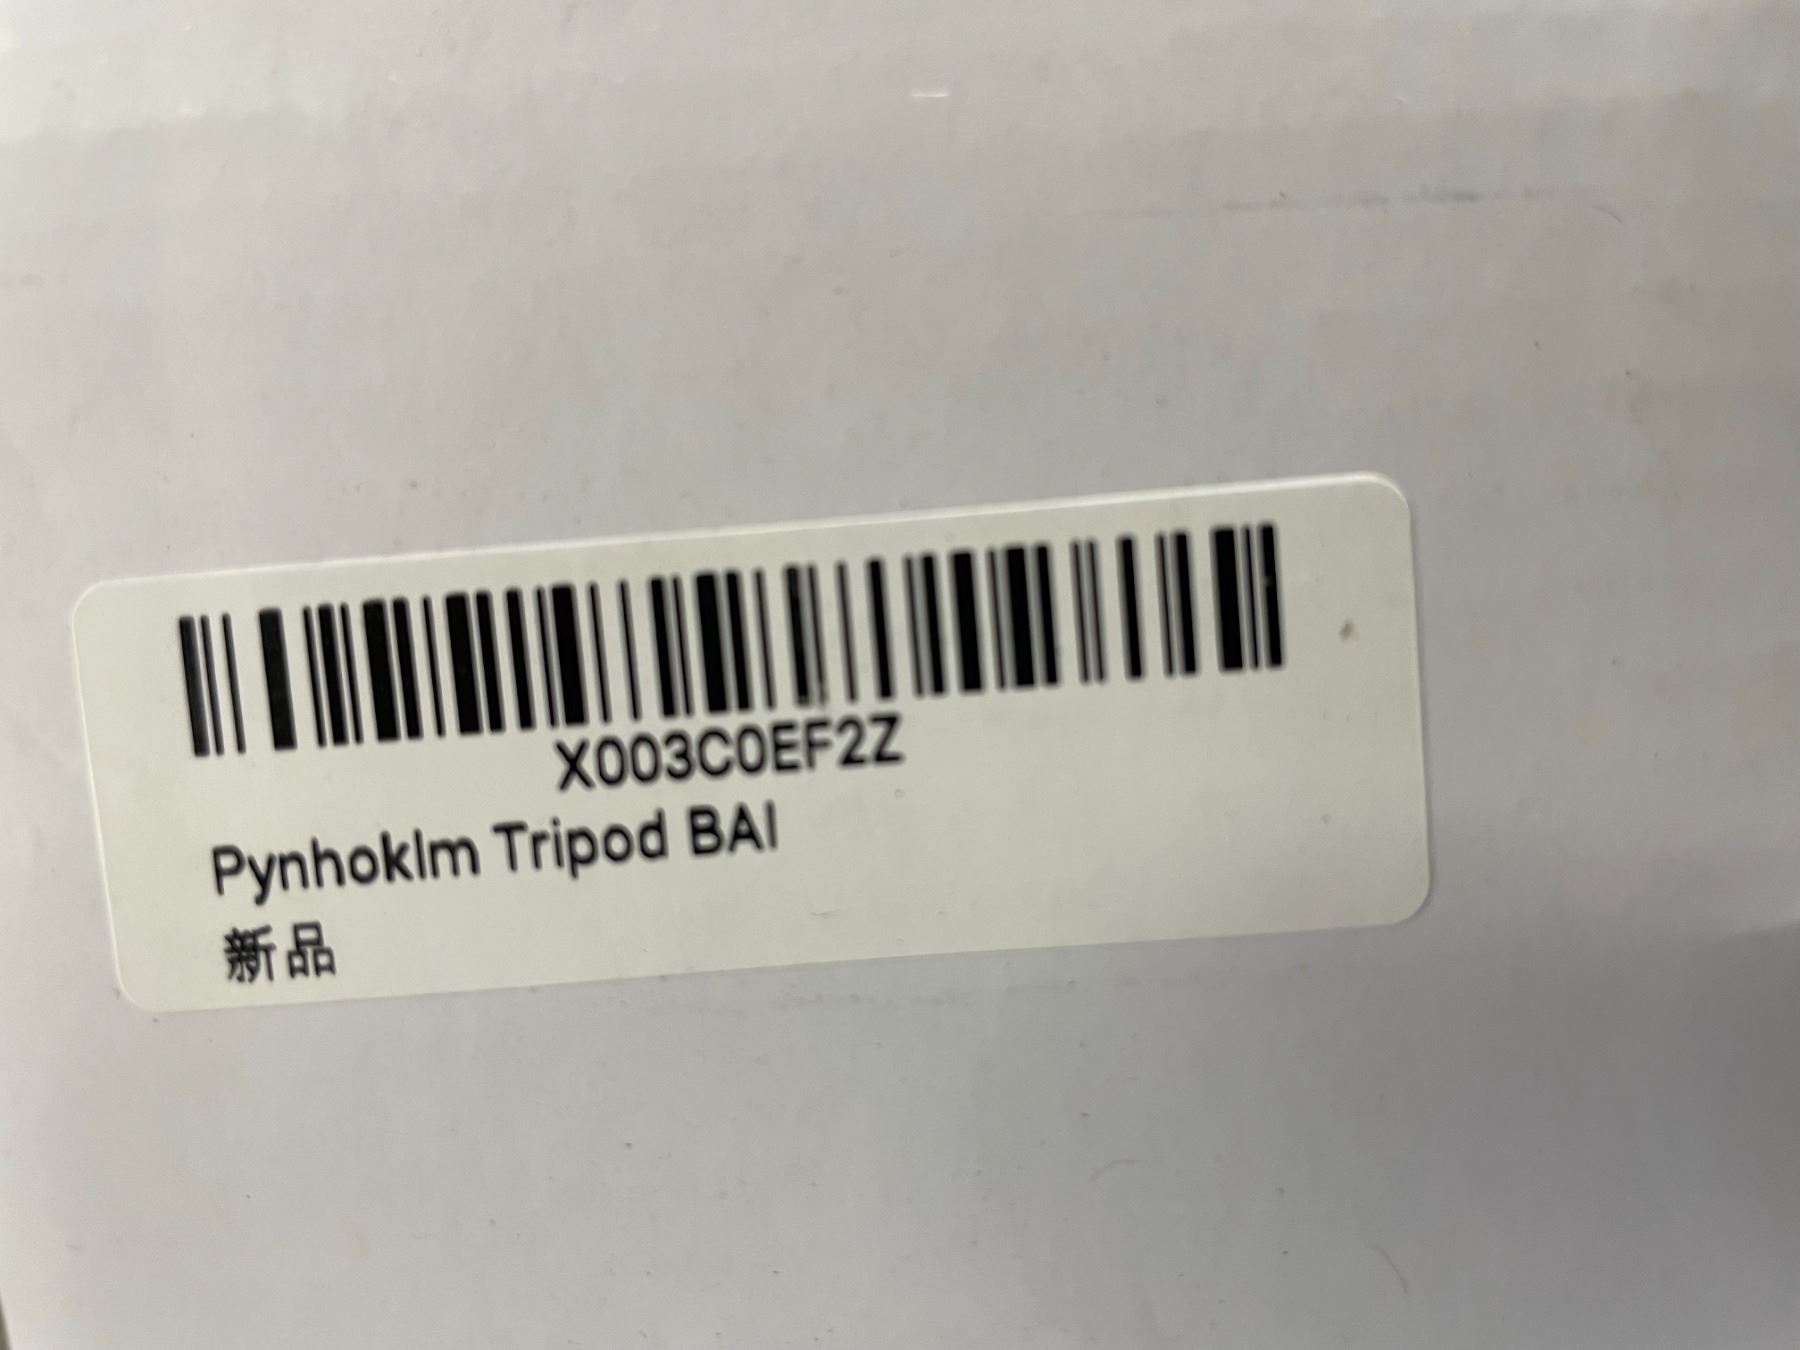 X003C0EF2Z
Pynhoklm Tripod BAI
新品